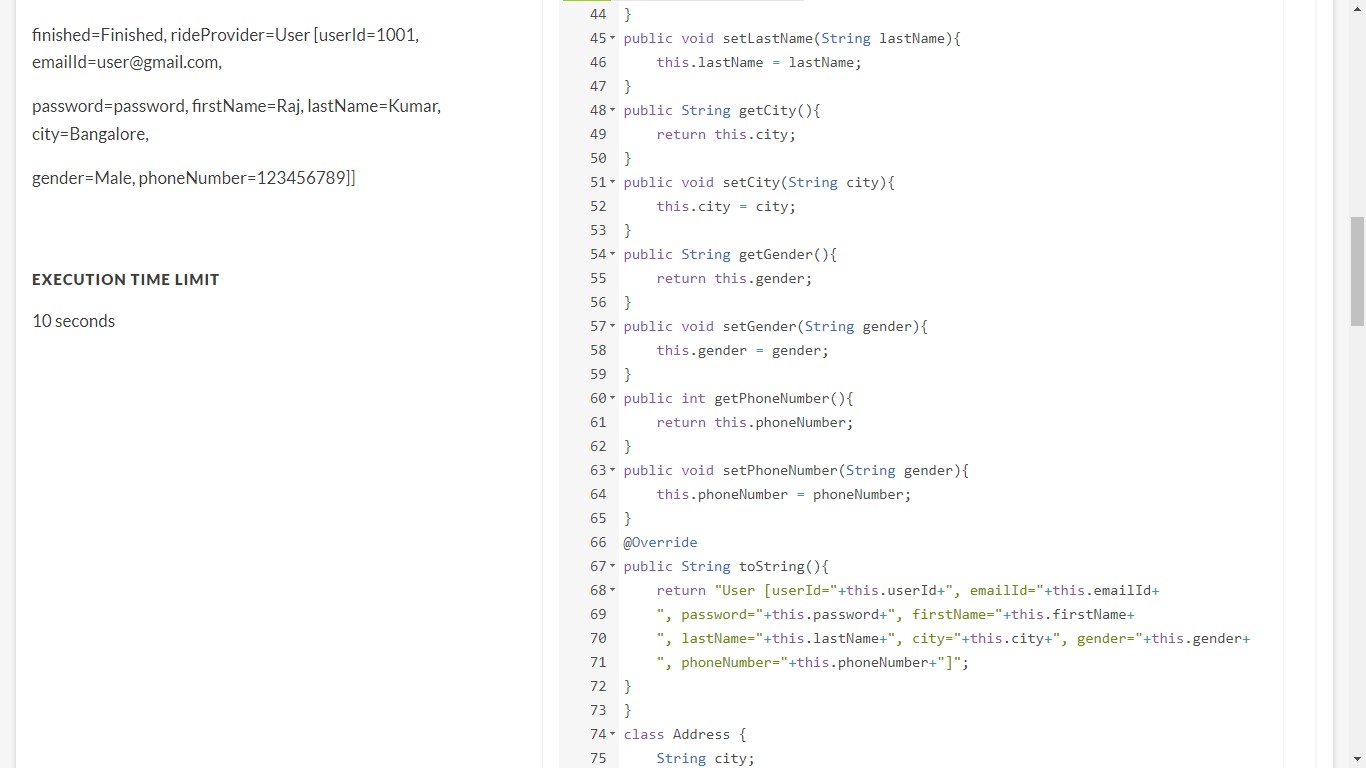 finished=Finished, rideProvider=User [userId=1001,
emailId=user@gmail.com,
password=password, firstName=Raj, lastName=Kumar,
city=Bangalore,
gender=Male, phoneNumber=123456789]]
EXECUTION TIME LIMIT
10 seconds
44 }
45 public void setLastName(String lastName){
46 this.lastName = lastName;
47 }
48 public String getCity(){
49 return this.city;
50 }
51 public void setCity(String city){
52 this.city = city;
53 }
54 public String getGender(){
55 return this.gender;
56 }
57 public void setGender(String gender){
58 this.gender = gender;
59 }
60 public int getPhoneNumber(){
61 return this.phoneNumber;
62 }
63 public void setPhoneNumber(String gender){
64 this.phoneNumber = phoneNumber;
65 }
66 @Override
67 public String toString(){
68 return "User [userId="+this.userId+", emailId="+this.emailId+
69 ", password="+this.password+", firstName="+this.firstName+
70 ", lastName="+this.lastName+", city="+this.city+", gender="+this.gender+
71 ", phoneNumber="+this.phoneNumber+"]";
72 }
73 }
74 class Address {
75 String city;